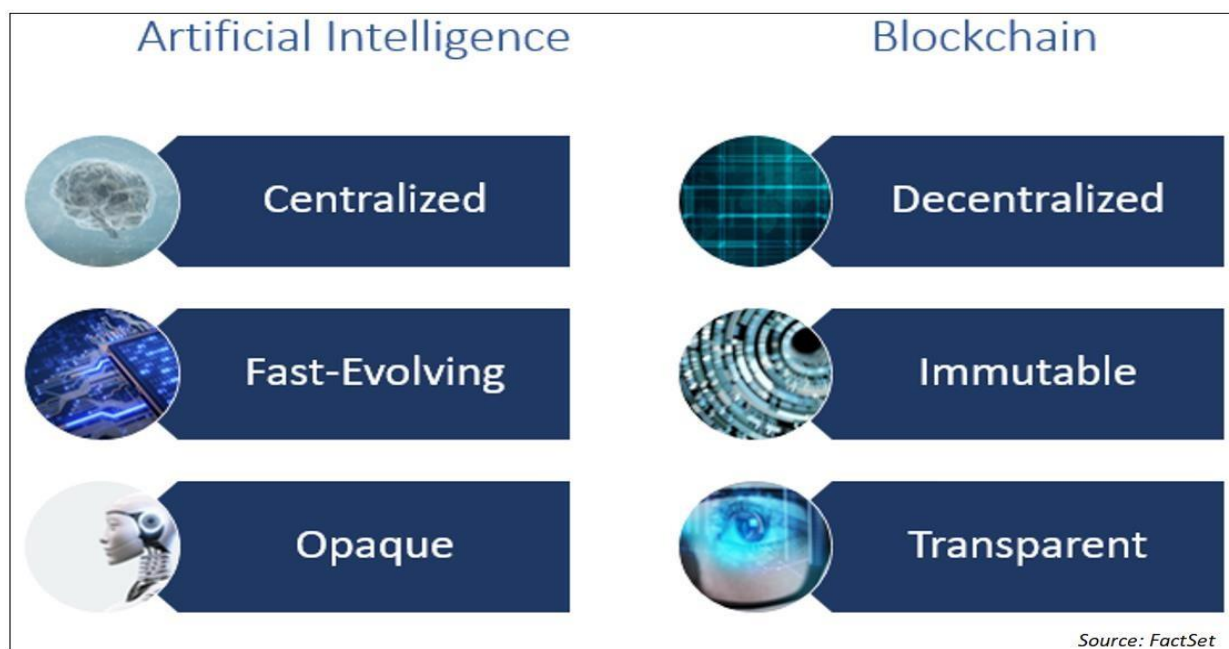 Artificial Intelligence
Blockchain
Centralized
Decentralized
Fast-Evolving
Immutable
Opaque
Transparent
Source: FactSet